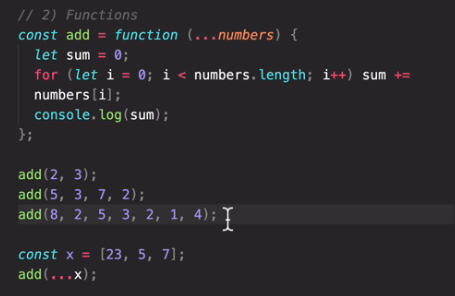 // 2) Functions
const add = function (...numbers) {
let sum = 0;
for (let i = 0; i < numbers.length; i++) sum +=
numbers[i];
console.log(sum);
};
add(2, 3);
add(5, 3, 7, 2);
add(8, 2, 5, 3, 2, 1, 4);
const x = [23, 5, 7];
add(...x);